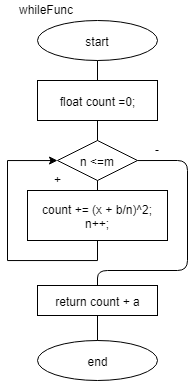 whileFunc
start
float count =0;
n <=m
-
+
count += (x + b/n)^2;
n++;
return count + a
end